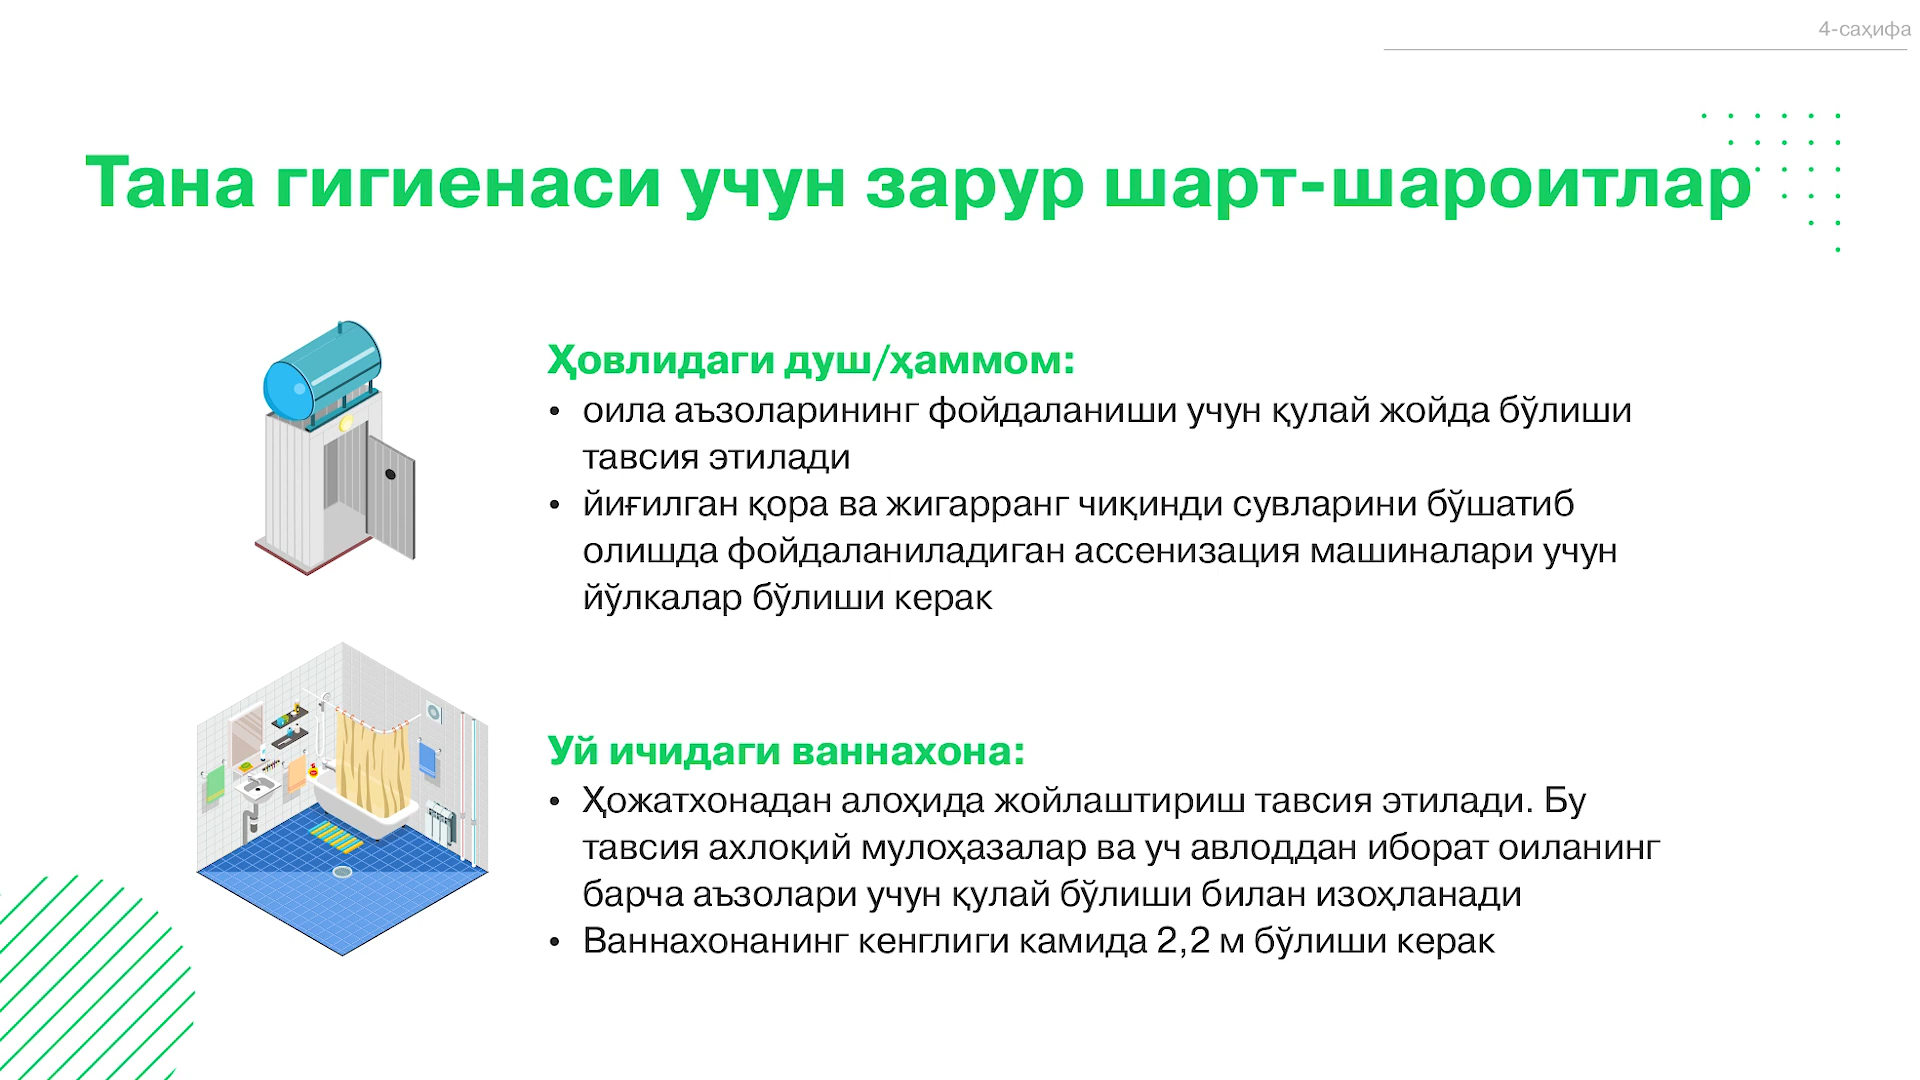 4-саҳифа
Тана гигиенаси учун зарур шарт-шароитлар
Ҳовлидаги душ/ҳаммом:
• оила аъзоларининг фойдаланиши учун қулай жойда бўлиши
тавсия этилади
• йиғилган қора ва жигарранг чиқинди сувларини бўшатиб
олишда фойдаланиладиган ассенизация машиналари учун
йўлкалар бўлиши керак
Уй ичидаги ваннахона:
• Ҳожатхонадан алоҳида жойлаштириш тавсия этилади. Бу
тавсия ахлоқий мулоҳазалар ва уч авлоддан иборат оиланинг
барча аъзолари учун қулай бўлиши билан изоҳланади
• Ваннахонанинг кенглиги камида 2,2 м бўлиши керак